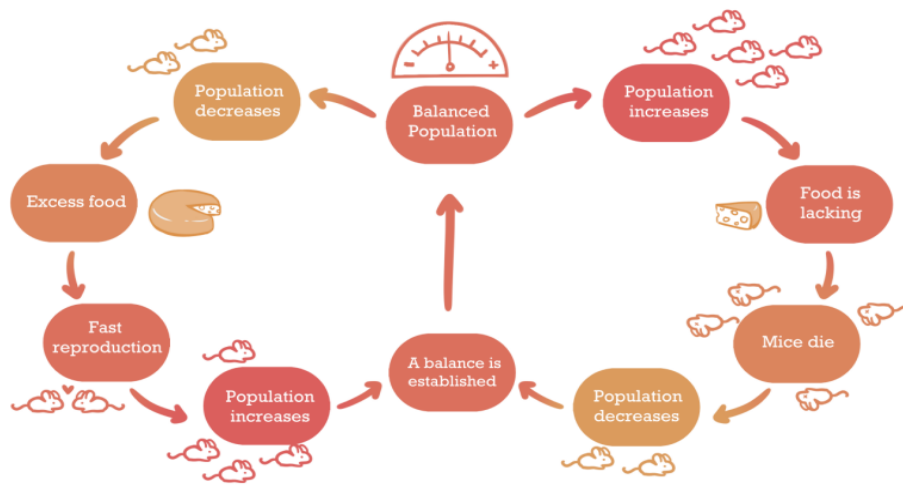 -
+
Balanced
Population
Population
decreases
Excess food
Fast
reproduction
Population
increases
A balance is
established
Population
increases
Food is
lacking
Mice die
Population
decreases